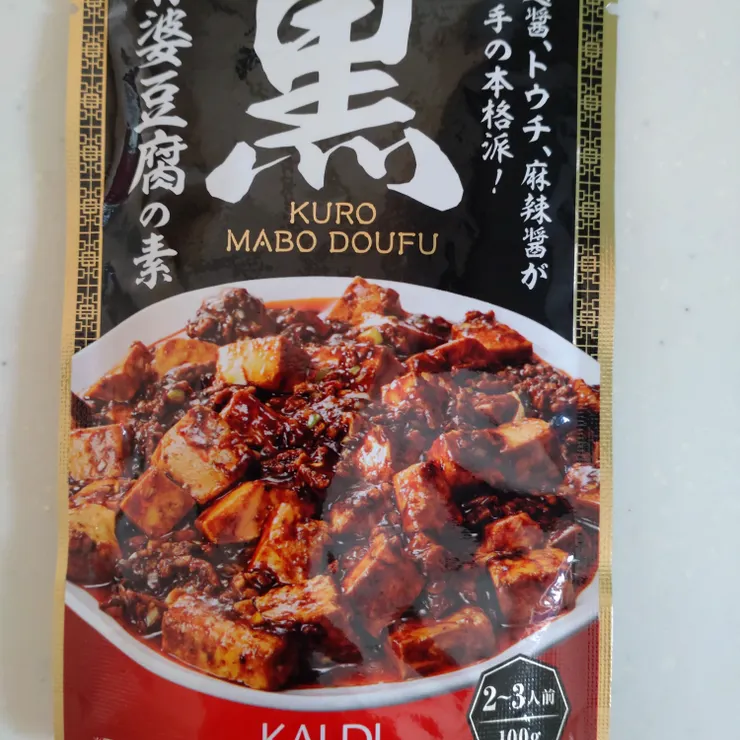 醤、トウチ、麻辣醤が
手の本格派!
黒
婆豆腐の素
KURO
MABO DOUFU
2~3人前
100g
KALDI